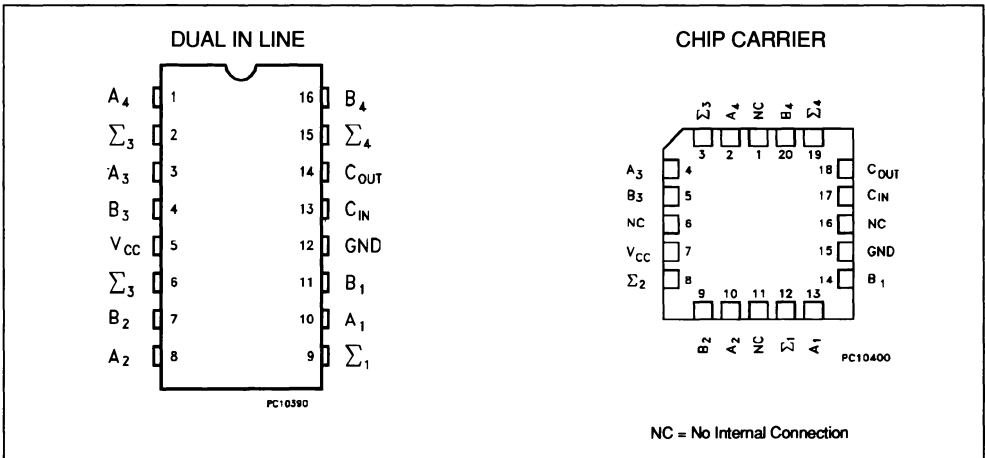 DUAL IN LINE
A4 1 16 B4
Σ3 2 15 Σ4
A3 3 14 COUT
B3 4 13 CIN
VCC 5 12 GND
Σ3 6 11 B1
B2 7 10 A1
A2 8 9 Σ1
PC10390
CHIP CARRIER
Σ3 A4 NC B4 Σ4
3 2 1 20 19
A3 4 18 COUT
B3 5 17 CIN
NC 6 16 NC
VCC 7 15 GND
Σ2 8 14 B1
9 10 11 12 13
B2 A2 NC Σ1 A1
PC10400
NC = No Internal Connection